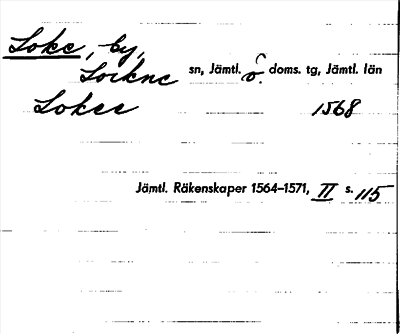 Loke, by,
Lockne sn, Jämtl. ö. doms. tg, Jämtl. län
Lokee 1568
Jämtl. Räkenskaper 1564–1571, II s. 115